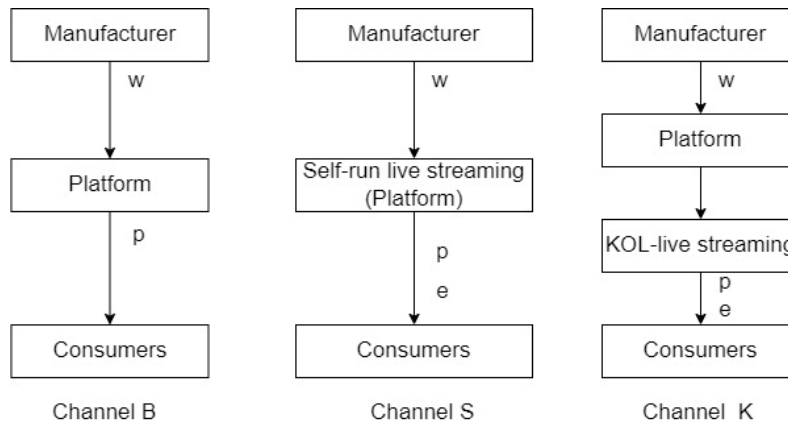 Manufacturer
w
Platform
p
Consumers
Channel B
Manufacturer
w
Self-run live streaming
(Platform)
p
e
Consumers
Channel S
Manufacturer
w
Platform
KOL-live streaming
p
e
Consumers
Channel K